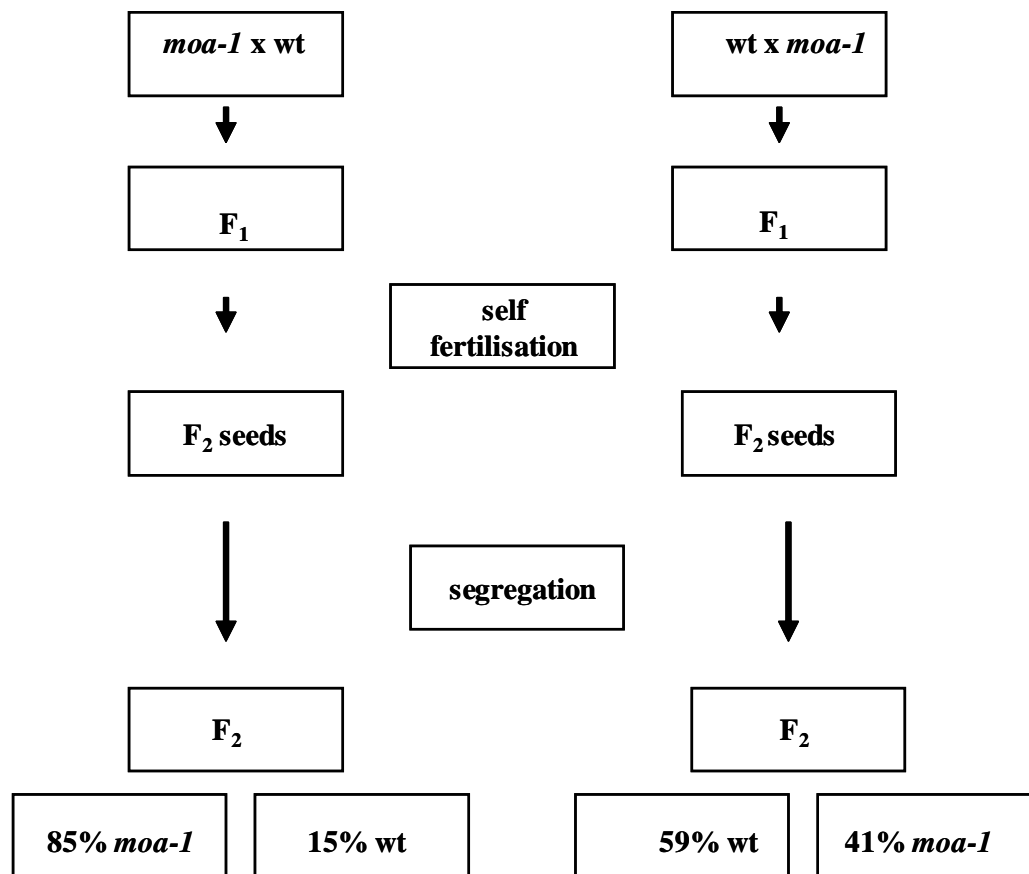 moa-1 x wt
wt x moa-1
F₁
F₁
self
fertilisation
F₂ seeds
F₂ seeds
segregation
F₂
F₂
85% moa-1
15% wt
59% wt
41% moa-1